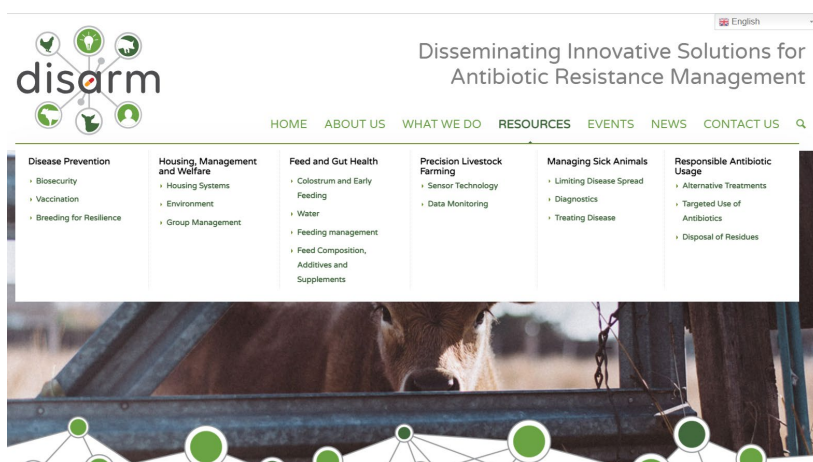 English
disarm
Disseminating Innovative Solutions for
Antibiotic Resistance Management
HOME ABOUT US WHAT WE DO RESOURCES EVENTS NEWS CONTACT US
Disease Prevention
Biosecurity
Vaccination
Breeding for Resilience
Housing, Management
and Welfare
Housing Systems
Environment
Group Management
Feed and Gut Health
Colostrum and Early
Feeding
Water
Feeding management
Feed Composition,
Additives and
Supplements
Precision Livestock
Farming
Sensor Technology
Data Monitoring
Managing Sick Animals
Limiting Disease Spread
Diagnostics
Treating Disease
Responsible Antibiotic
Usage
Alternative Treatments
Targeted Use of
Antibiotics
Disposal of Residues